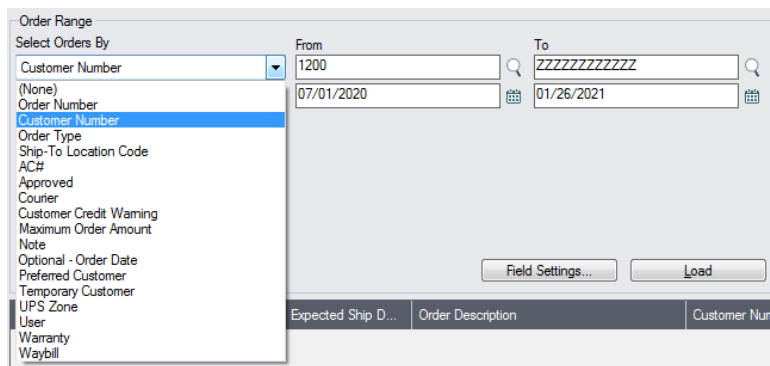 Order Range
Select Orders By
From
To
Customer Number
1200
ZZZZZZZZZZZZ
07/01/2020
01/26/2021
(None)
Order Number
Customer Number
Order Type
Ship-To Location Code
AC#
Approved
Courier
Customer Credit Warning
Maximum Order Amount
Note
Optional - Order Date
Preferred Customer
Temporary Customer
UPS Zone
User
Warranty
Waybill
Field Settings...
Load
Expected Ship D...
Order Description
Customer Nur